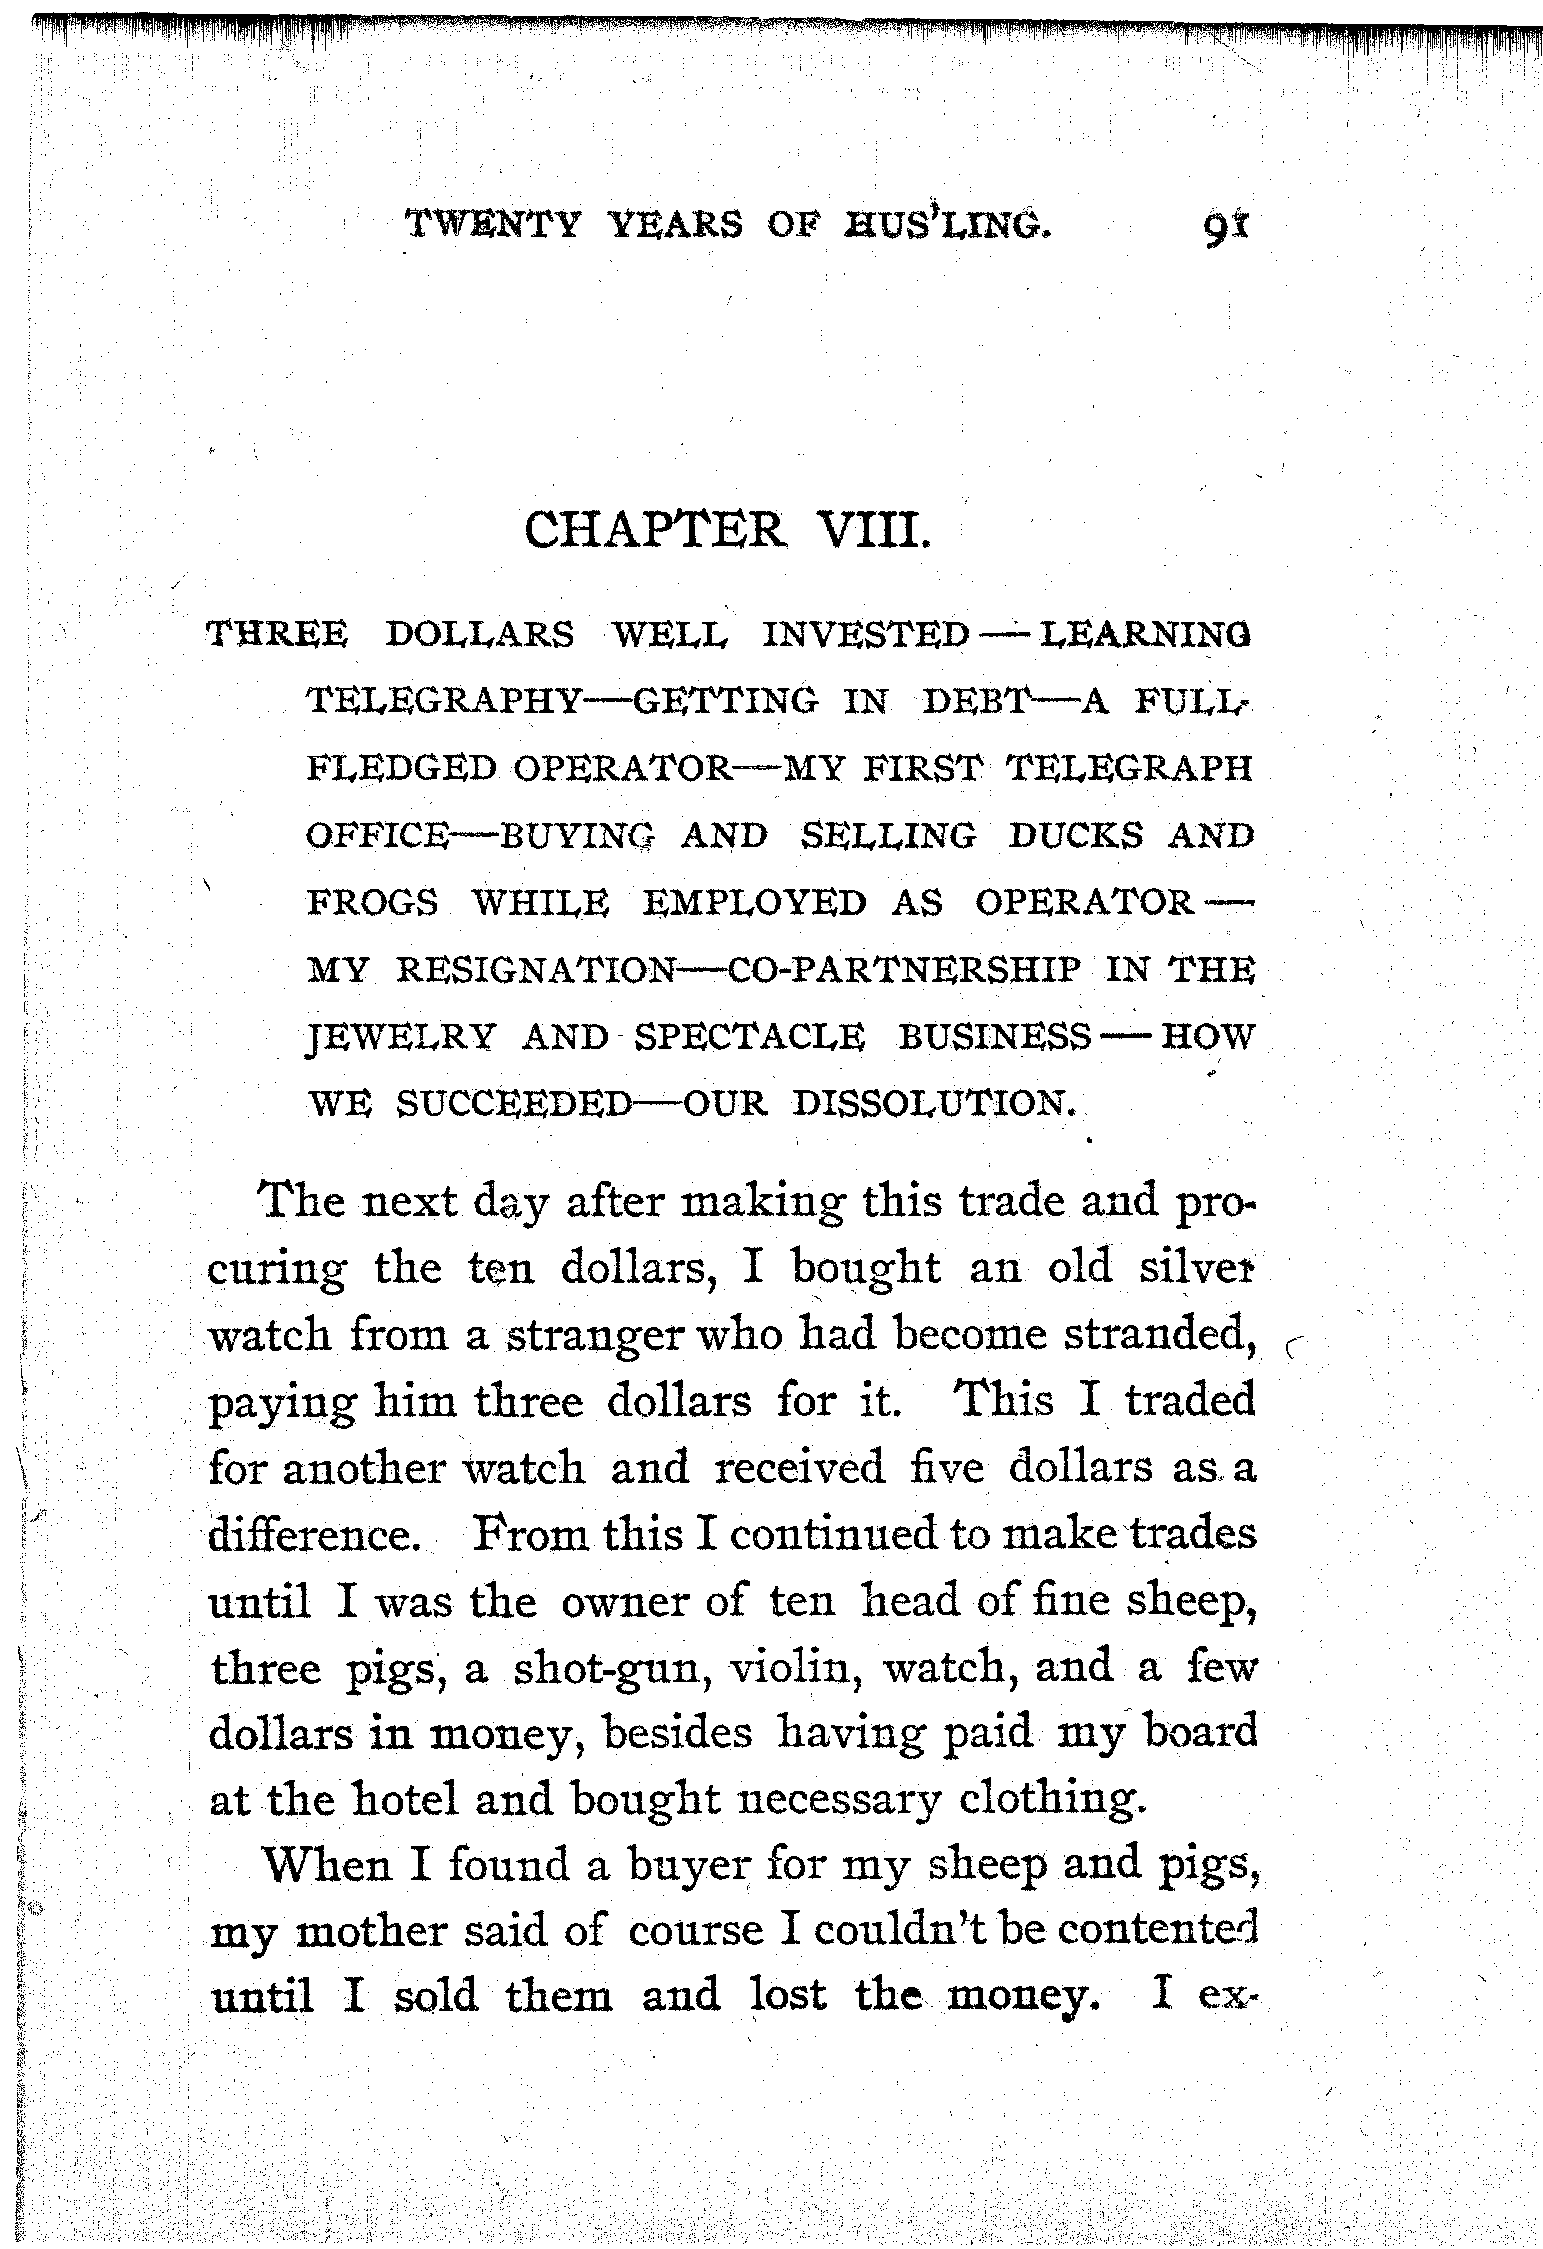 TWENTY YEARS OF HUS'LING. 91
CHAPTER VIII.
THREE DOLLARS WELL INVESTED — LEARNING
TELEGRAPHY—GETTING IN DEBT—A FULL-
FLEDGED OPERATOR—MY FIRST TELEGRAPH
OFFICE—BUYING AND SELLING DUCKS AND
FROGS WHILE EMPLOYED AS OPERATOR —
MY RESIGNATION—CO-PARTNERSHIP IN THE
JEWELRY AND SPECTACLE BUSINESS — HOW
WE SUCCEEDED—OUR DISSOLUTION.
The next day after making this trade and pro-
curing the ten dollars, I bought an old silver
watch from a stranger who had become stranded,
paying him three dollars for it. This I traded
for another watch and received five dollars as a
difference. From this I continued to make trades
until I was the owner of ten head of fine sheep,
three pigs, a shot-gun, violin, watch, and a few
dollars in money, besides having paid my board
at the hotel and bought necessary clothing.
When I found a buyer for my sheep and pigs,
my mother said of course I couldn't be contented
until I sold them and lost the money. I ex-